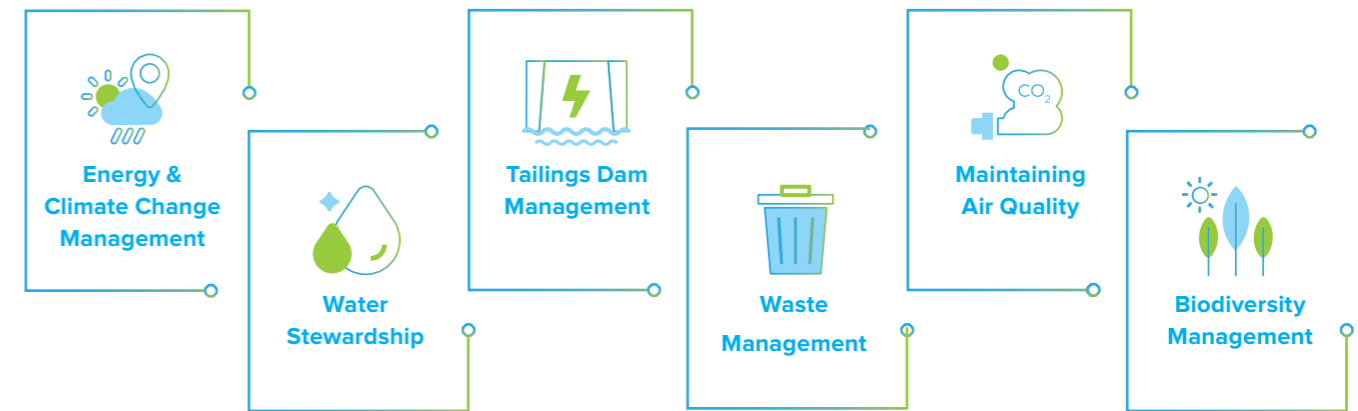 Energy &
Climate Change
Management
Water
Stewardship
Tailings Dam
Management
Waste
Management
CO₂
Maintaining
Air Quality
Biodiversity
Management